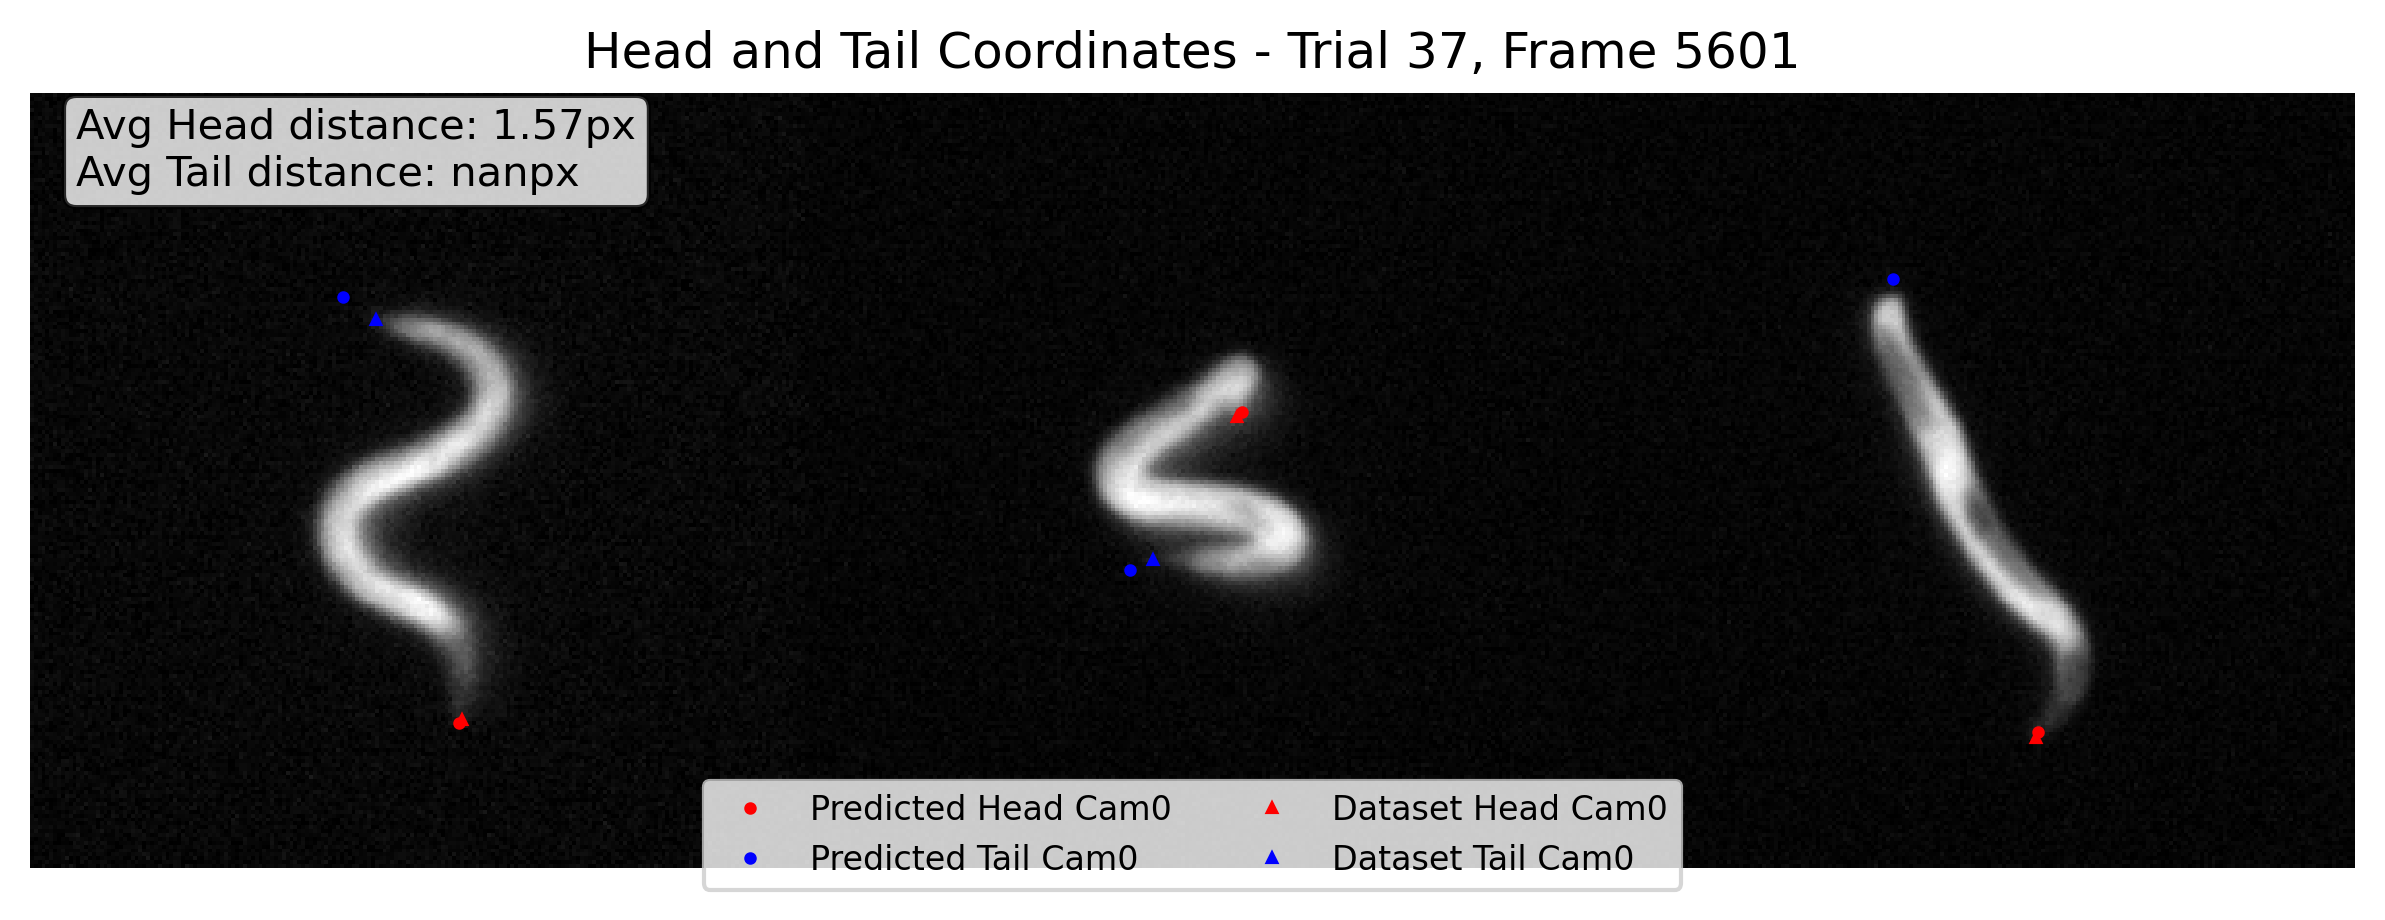 Head and Tail Coordinates - Trial 37, Frame 5601
Avg Head distance: 1.57px
Avg Tail distance: nanpx
Predicted Head Cam0
Predicted Tail Cam0
Dataset Head Cam0
Dataset Tail Cam0